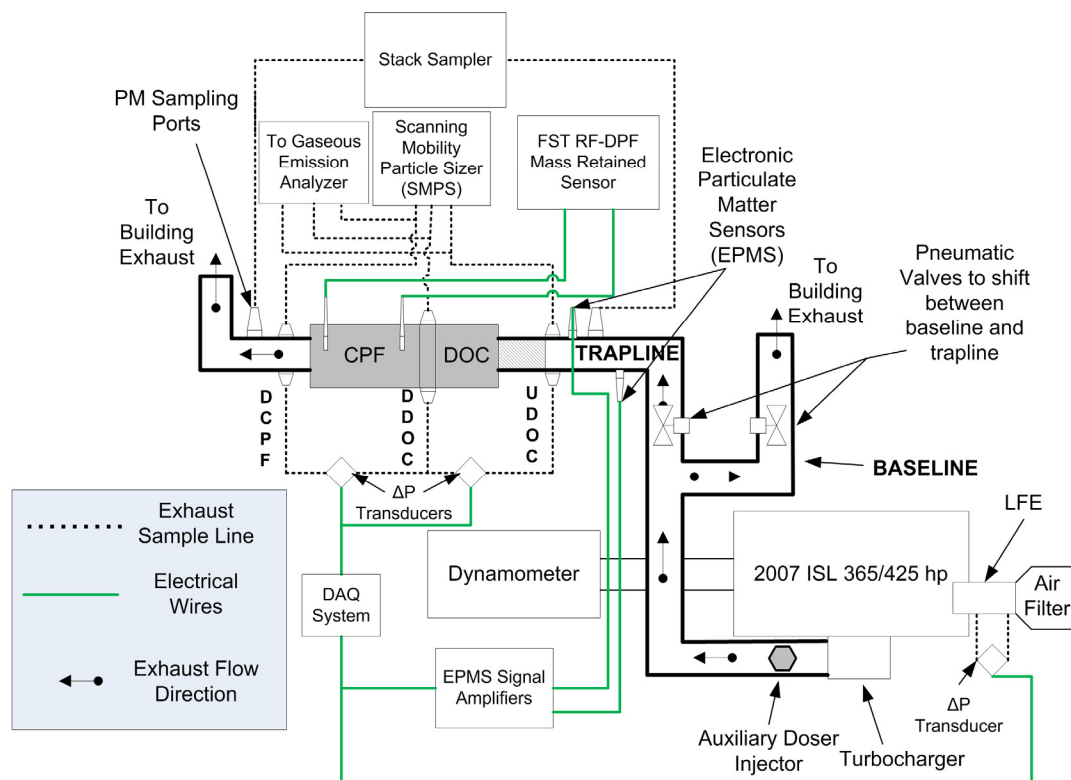 Stack Sampler
PM Sampling
Ports
To Gaseous
Emission
Analyzer
Scanning
Mobility
Particle Sizer
(SMPS)
FST RF-DPF
Mass Retained
Sensor
Electronic
Particulate
Matter
Sensors
(EPMS)
To
Building
Exhaust
Pneumatic
Valves to shift
between
baseline and
trapline
To
Building
Exhaust
CPF
DOC
TRAPLINE
DCPF
DDOC
UDOC
BASELINE
ΔP
Transducers
Exhaust
Sample Line
Electrical
Wires
Exhaust Flow
Direction
DAQ
System
Dynamometer
2007 ISL 365/425 hp
LFE
Air
Filter
EPMS Signal
Amplifiers
Auxiliary Doser
Injector
Turbocharger
ΔP
Transducer